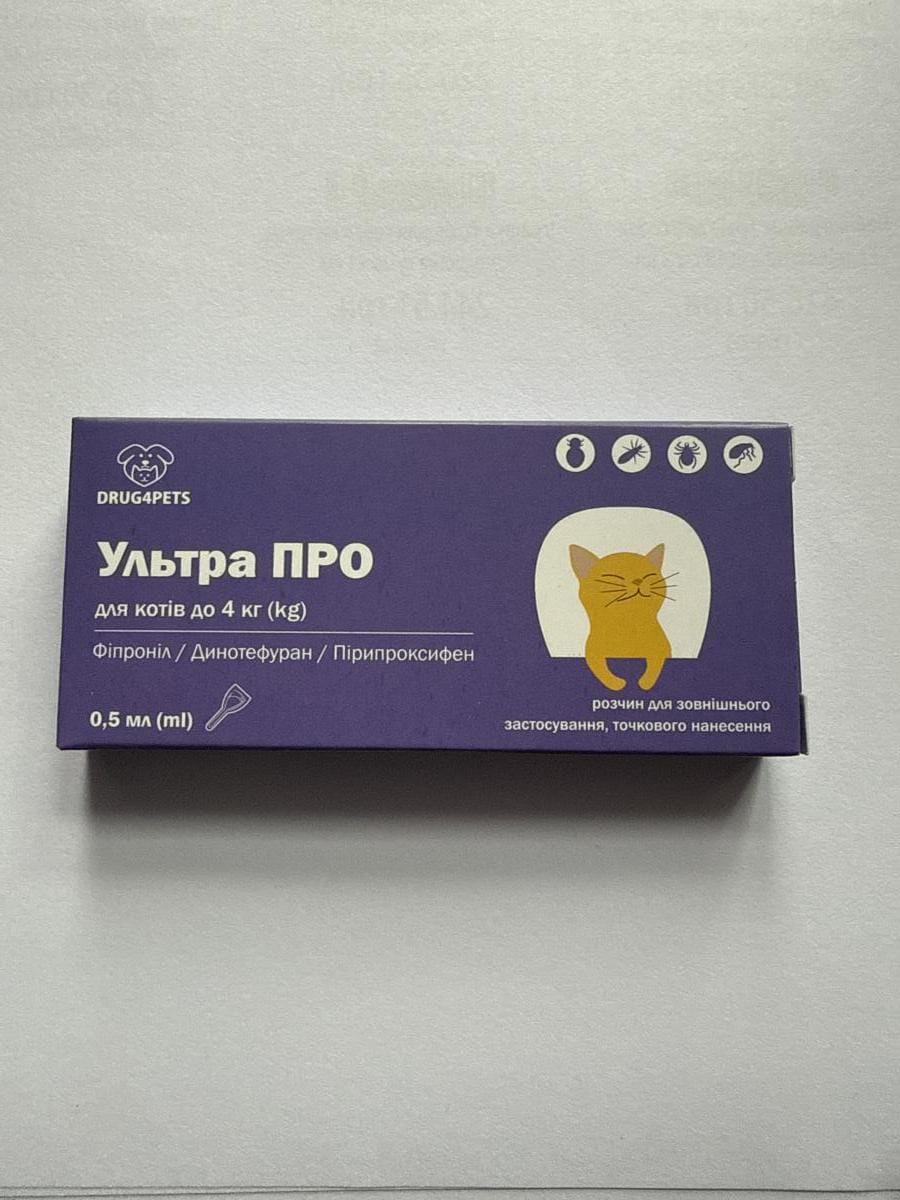 DRUG4PETS
Ультра ПРО
для котів до 4 кг (kg)
Фіпроніл / Динотефуран / Пірипроксифен
0,5 мл (ml)
розчин для зовнішнього
застосування, точкового нанесення